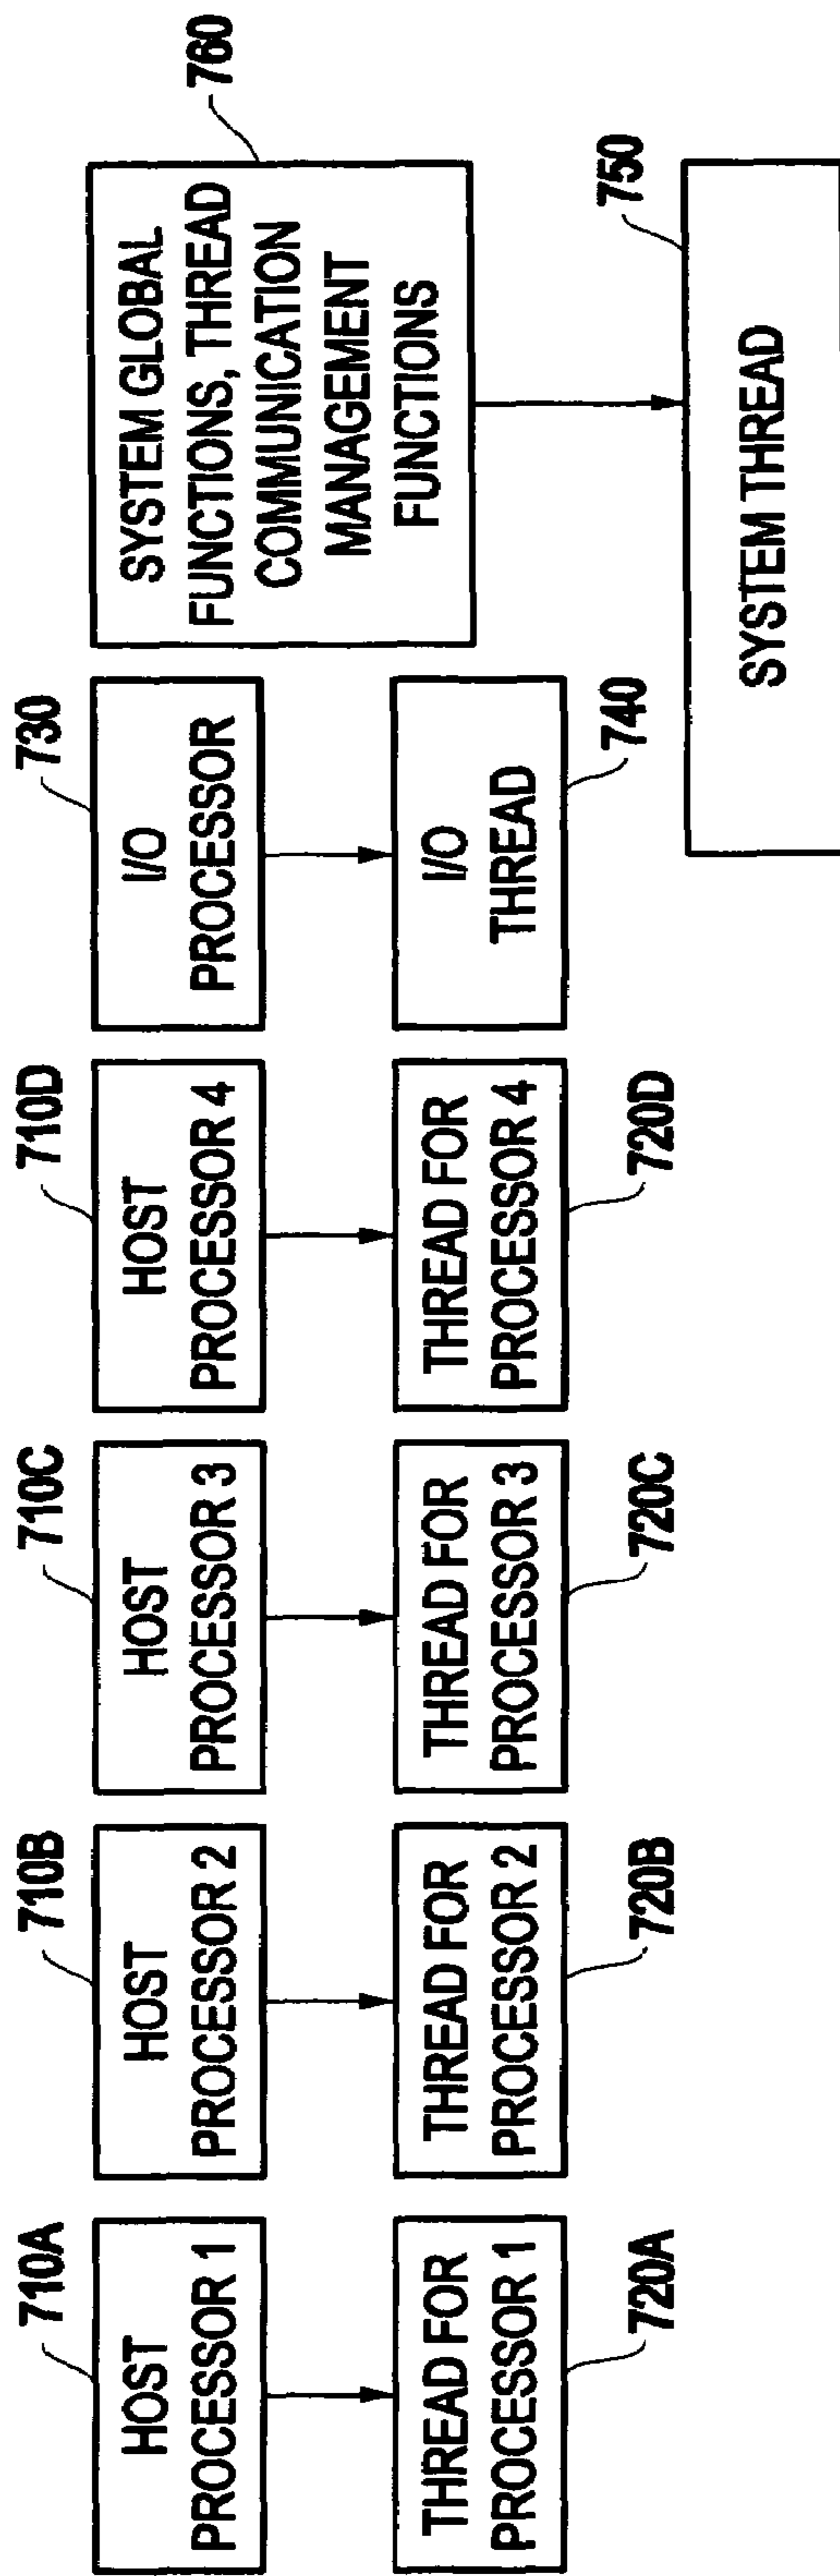 710A
HOST
PROCESSOR 1
THREAD FOR
PROCESSOR 1
720A
710B
HOST
PROCESSOR 2
THREAD FOR
PROCESSOR 2
720B
710C
HOST
PROCESSOR 3
THREAD FOR
PROCESSOR 3
720C
710D
HOST
PROCESSOR 4
THREAD FOR
PROCESSOR 4
720D
730
I/O
PROCESSOR
I/O
THREAD
740
760
SYSTEM GLOBAL
FUNCTIONS, THREAD
COMMUNICATION
MANAGEMENT
FUNCTIONS
750
SYSTEM THREAD